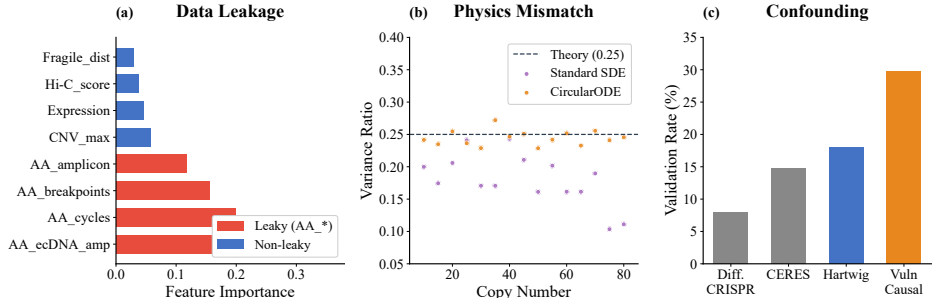 (a) Data Leakage
Fragile_dist
Hi-C_score
Expression
CNV_max
AA_amplicon
AA_breakpoints
AA_cycles
AA_ecDNA_amp
Leaky (AA_*)
Non-leaky
0.0 0.1 0.2 0.3
Feature Importance
(b) Physics Mismatch
Variance Ratio
0.40
0.35
0.30
0.25
0.20
0.15
0.10
0.05
Theory (0.25)
Standard SDE
CircularODE
20 40 60 80
Copy Number
(c) Confounding
Validation Rate (%)
35
30
25
20
15
10
5
0
Diff.
CRISPR
CERES
Hartwig
Vuln
Causal